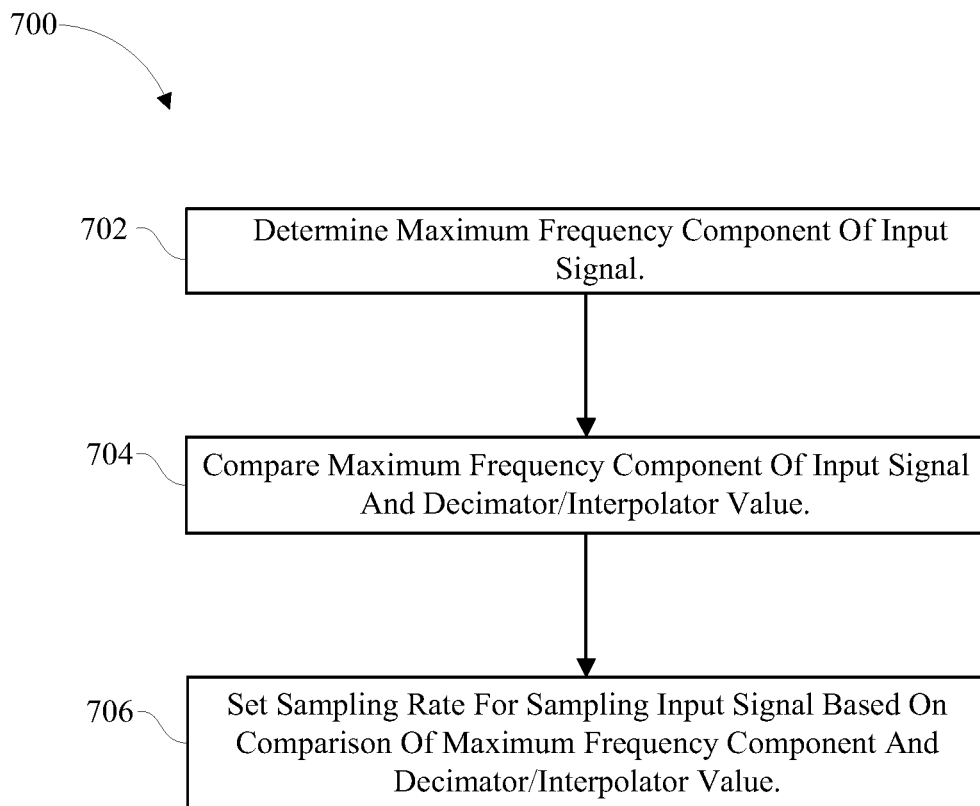 700
702
Determine Maximum Frequency Component Of Input
Signal.
704
Compare Maximum Frequency Component Of Input Signal
And Decimator/Interpolator Value.
706
Set Sampling Rate For Sampling Input Signal Based On
Comparison Of Maximum Frequency Component And
Decimator/Interpolator Value.